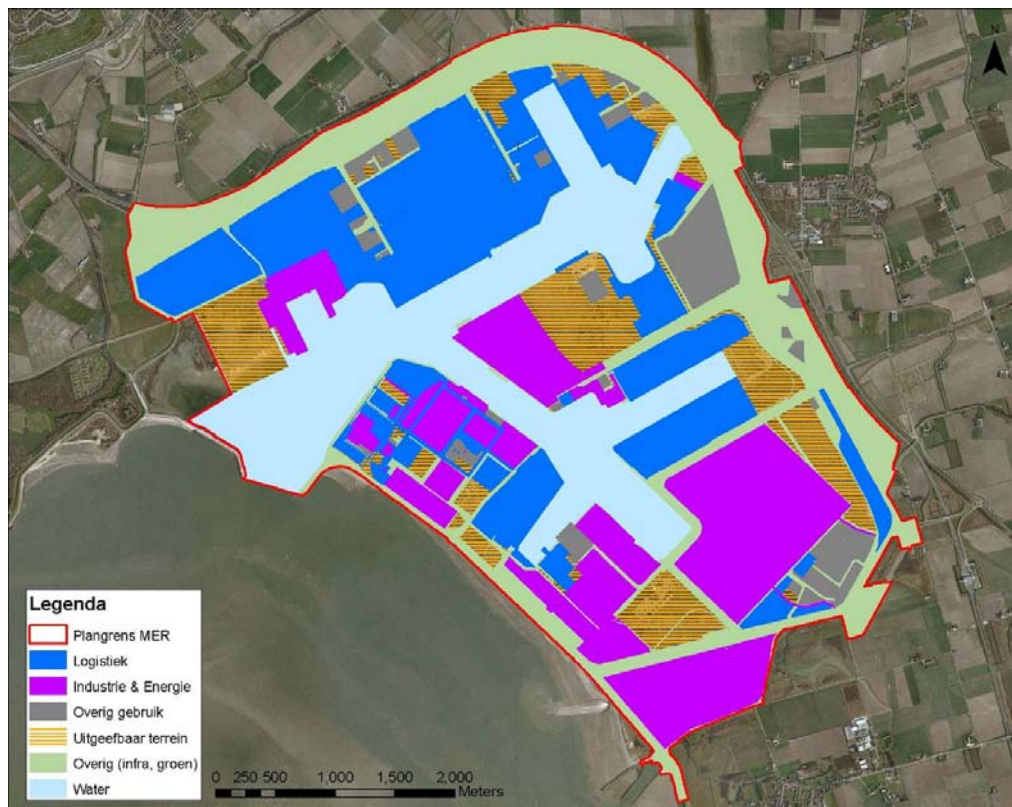 N
Legenda
Plangrens MER
Logistiek
Industrie & Energie
Overig gebruik
Uitgeefbaar terrein
Overig (infra, groen)
Water
0 250 500 1,000 1,500 2,000
Meters